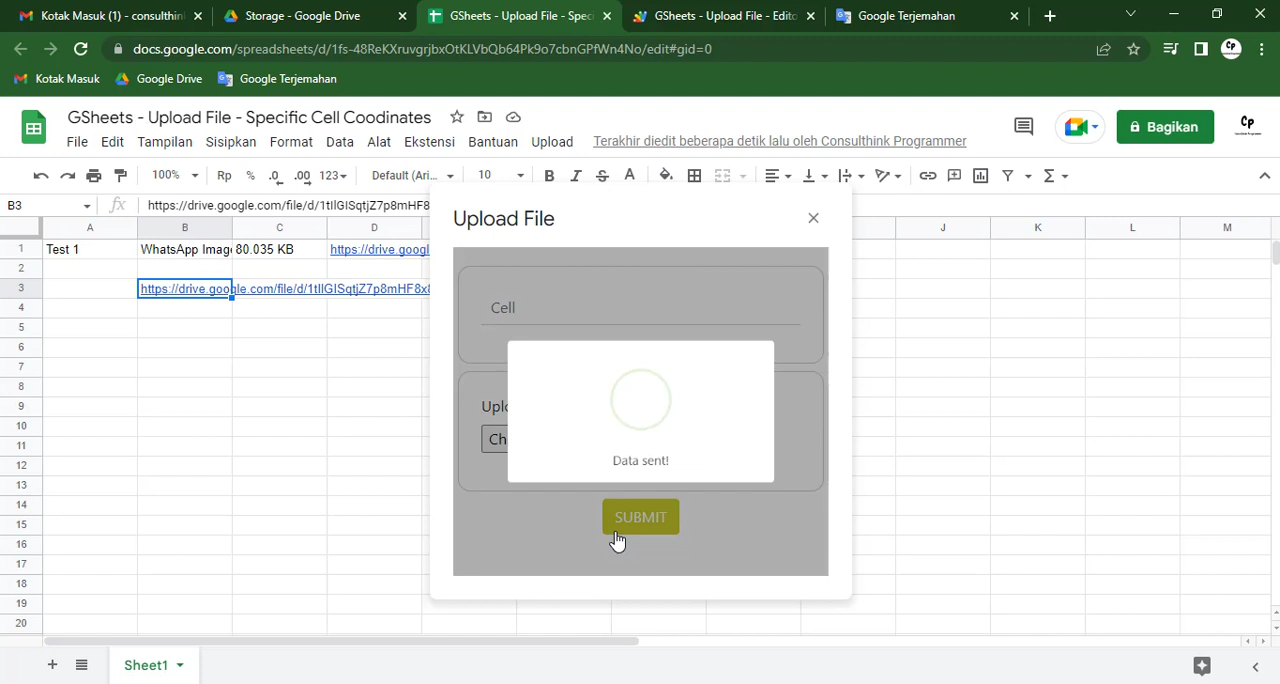 Kotak Masuk (1) - consulthin
Storage - Google Drive
GSheets - Upload File - Spec
GSheets - Upload File - Edito
Google Terjemahan
docs.google.com/spreadsheets/d/1fs-48ReKXruvgrjbxOtKLVbQb64Pk9o7cbnGPfWn4No/edit#gid=0
Cp
Kotak Masuk
Google Drive
Google Terjemahan
GSheets - Upload File - Specific Cell Coodinates
File Edit Tampilan Sisipkan Format Data Alat Ekstensi Bantuan Upload
Terakhir diedit beberapa detik lalu oleh Consulthink Programmer
Bagikan
Cp
100% Rp % .0 .00 123 Default (Ari... 10 B I S A
B3 fx https://drive.google.com/file/d/1tIlGISqtjZ7p8mHF8
A B C D J K L M
1 Test 1 WhatsApp Imag 80.035 KB https://drive.googl
2
3 https://drive.google.com/file/d/1tIlGISqtjZ7p8mHF8x
4
5
6
7
8
9
10
11
12
13
14
15
16
17
18
19
20
Upload File
Cell
Uplo
Ch
Data sent!
SUBMIT
Sheet1